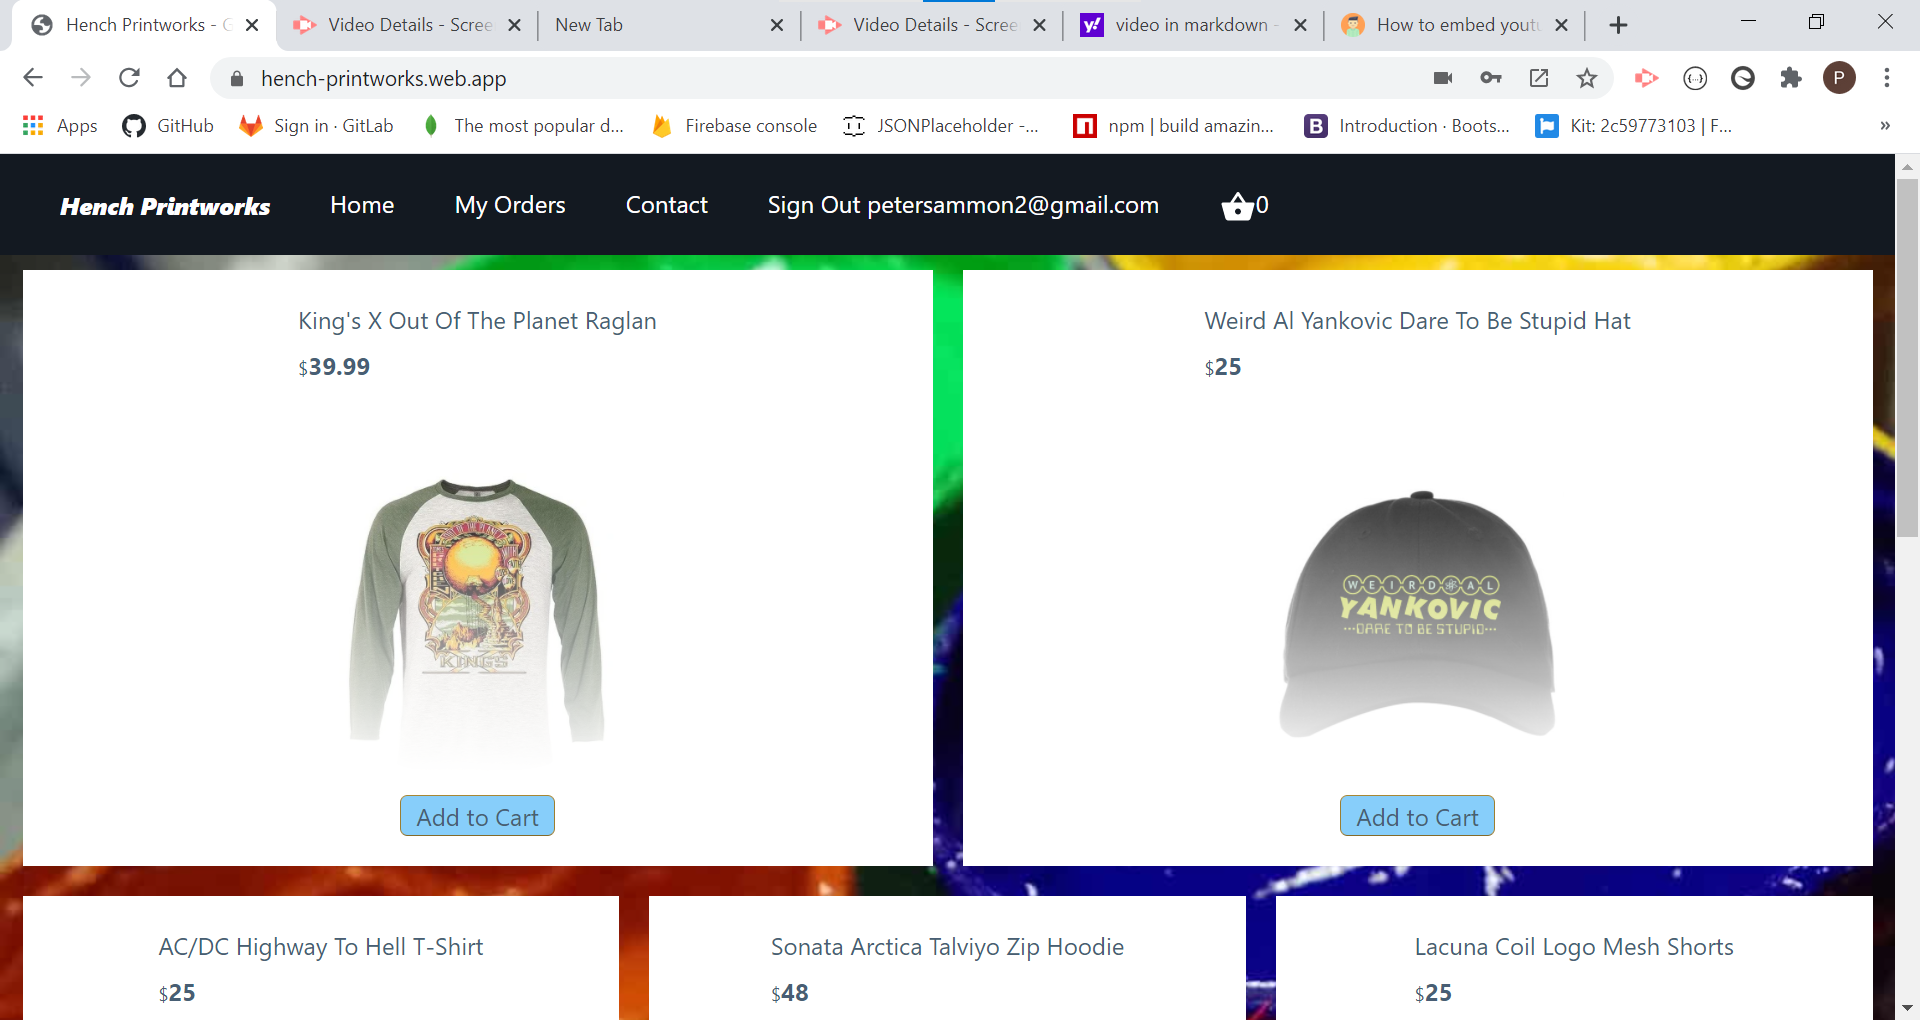 Hench Printworks - G
Video Details - Scree
New Tab
Video Details - Scree
video in markdown -
How to embed youtu
hench-printworks.web.app
P
Apps
GitHub
Sign in · GitLab
The most popular d...
Firebase console
JSONPlaceholder -...
npm | build amazin...
Introduction · Boots...
Kit: 2c59773103 | F...
»
Hench Printworks
Home
My Orders
Contact
Sign Out petersammon2@gmail.com
0
King's X Out Of The Planet Raglan
$39.99
KING'S
Add to Cart
Weird Al Yankovic Dare To Be Stupid Hat
$25
WEIRD AL
YANKOVIC
···DARE TO BE STUPID···
Add to Cart
AC/DC Highway To Hell T-Shirt
$25
Sonata Arctica Talviyo Zip Hoodie
$48
Lacuna Coil Logo Mesh Shorts
$25